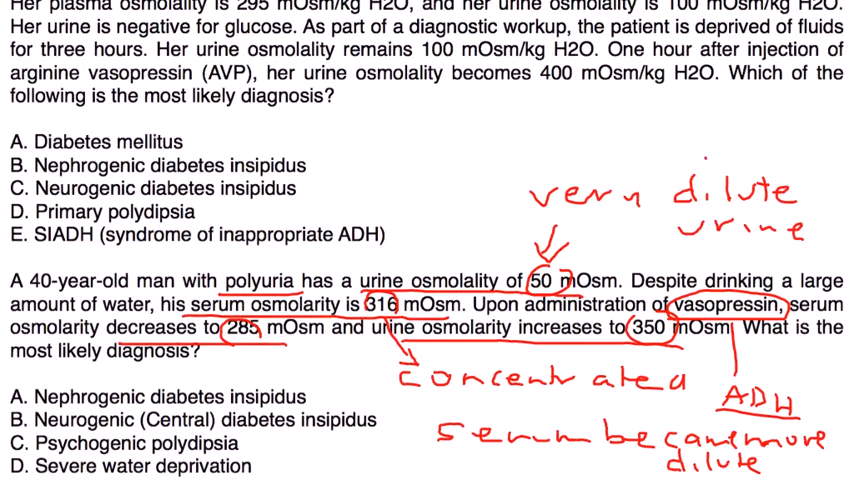 Her plasma osmolality is 295 mOsm/kg H2O, and her urine osmolality is 100 mOsm/kg H2O.
Her urine is negative for glucose. As part of a diagnostic workup, the patient is deprived of fluids
for three hours. Her urine osmolality remains 100 mOsm/kg H2O. One hour after injection of
arginine vasopressin (AVP), her urine osmolality becomes 400 mOsm/kg H2O. Which of the
following is the most likely diagnosis?
A. Diabetes mellitus
B. Nephrogenic diabetes insipidus
C. Neurogenic diabetes insipidus
D. Primary polydipsia
E. SIADH (syndrome of inappropriate ADH)
very dilute
urine
A 40-year-old man with polyuria has a urine osmolality of 50 mOsm. Despite drinking a large
amount of water, his serum osmolarity is 316 mOsm. Upon administration of vasopressin, serum
osmolarity decreases to 285 mOsm and urine osmolarity increases to 350 mOsm. What is the
most likely diagnosis?
concentrated
ADH
A. Nephrogenic diabetes insipidus
B. Neurogenic (Central) diabetes insipidus
C. Psychogenic polydipsia
D. Severe water deprivation
serum became more
dilute